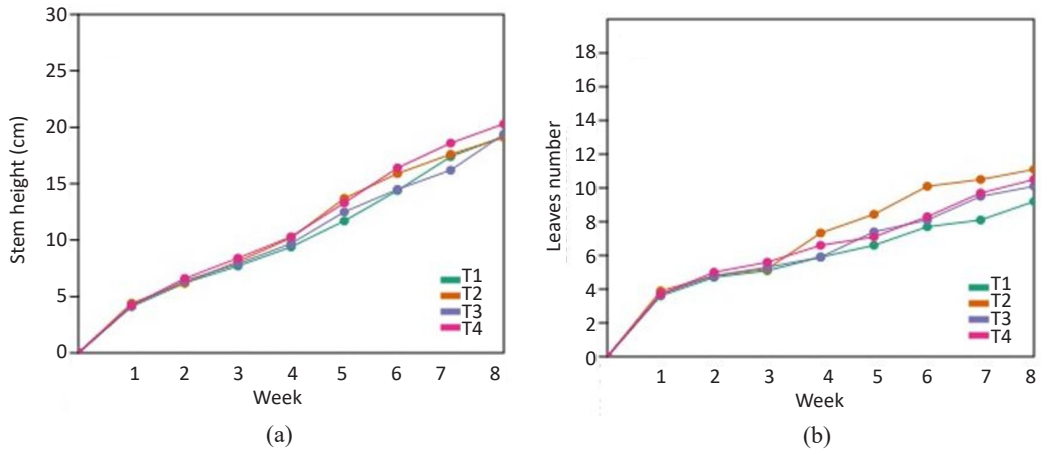 30
25
20
15
10
5
0
Stem height (cm)
1 2 3 4 5 6 7 8
Week
T1
T2
T3
T4
(a)
18
16
14
12
10
8
6
4
2
0
Leaves number
1 2 3 4 5 6 7 8
Week
T1
T2
T3
T4
(b)